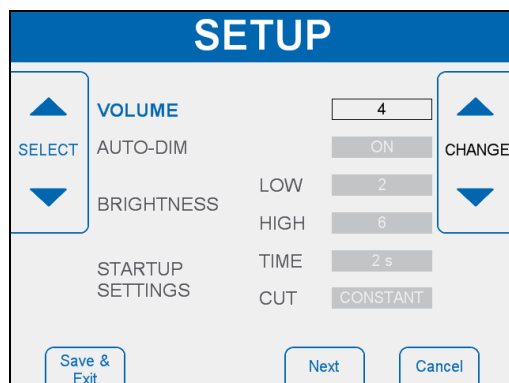 SETUP
VOLUME 4
SELECT AUTO-DIM ON CHANGE
LOW 2
BRIGHTNESS
HIGH 6
TIME 2 s
STARTUP
SETTINGS
CUT CONSTANT
Save &
Exit
Next
Cancel